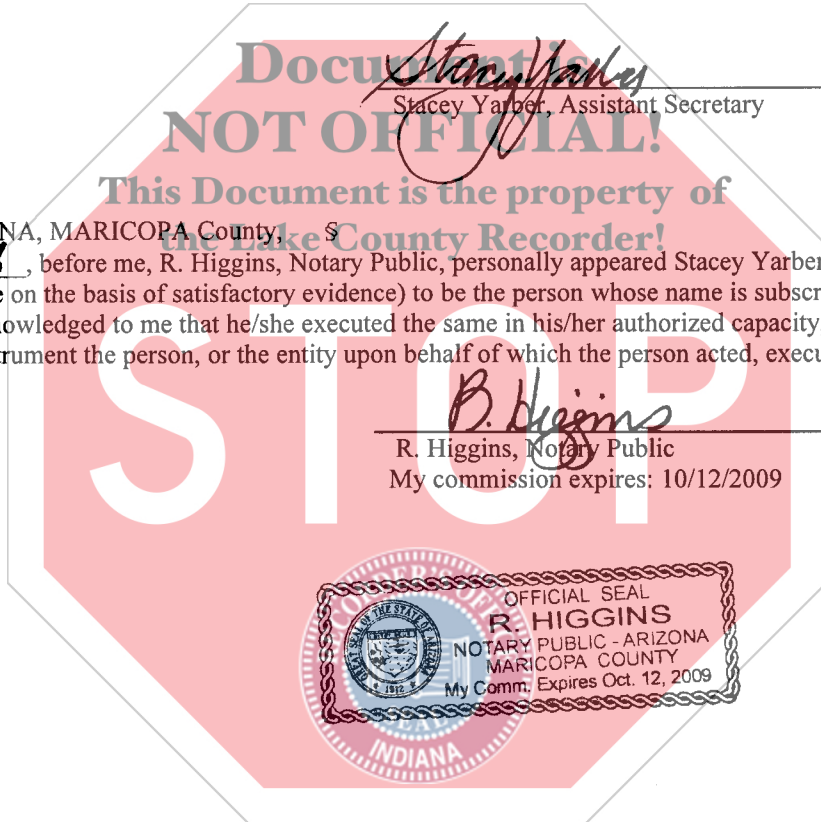 Document is
NOT OFFICIAL!
This Document is the property of
the Lake County Recorder!
STOP
Stacey Yarber
Stacey Yarber, Assistant Secretary
NA, MARICOPA County, §
, before me, R. Higgins, Notary Public, personally appeared Stacey Yarber
e on the basis of satisfactory evidence) to be the person whose name is subscr
owledged to me that he/she executed the same in his/her authorized capacity
trument the person, or the entity upon behalf of which the person acted, execu
B. Higgins
R. Higgins, Notary Public
My commission expires: 10/12/2009
OFFICIAL SEAL
R. HIGGINS
NOTARY PUBLIC - ARIZONA
MARICOPA COUNTY
My Comm. Expires Oct. 12, 2009
GREAT SEAL OF THE STATE OF ARIZONA
1912
SEAL
INDIANA